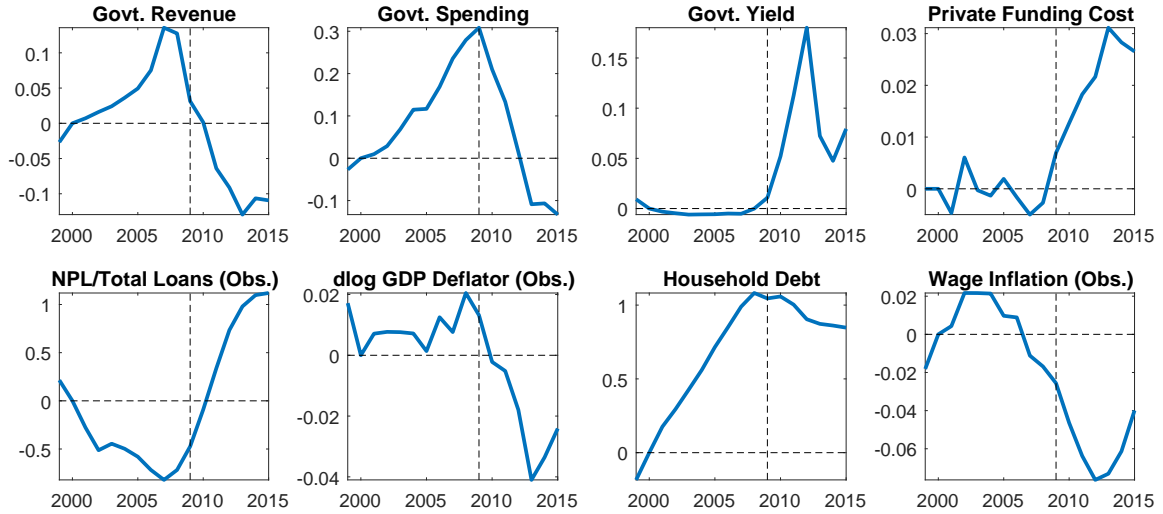 Govt. Revenue
0.1
0.05
0
-0.05
-0.1
2000 2005 2010 2015
Govt. Spending
0.3
0.2
0.1
0
-0.1
2000 2005 2010 2015
Govt. Yield
0.15
0.1
0.05
0
2000 2005 2010 2015
Private Funding Cost
0.03
0.02
0.01
0
2000 2005 2010 2015
NPL/Total Loans (Obs.)
1
0.5
0
-0.5
2000 2005 2010 2015
dlog GDP Deflator (Obs.)
0.02
0
-0.02
-0.04
2000 2005 2010 2015
Household Debt
1
0.5
0
2000 2005 2010 2015
Wage Inflation (Obs.)
0.02
0
-0.02
-0.04
-0.06
2000 2005 2010 2015